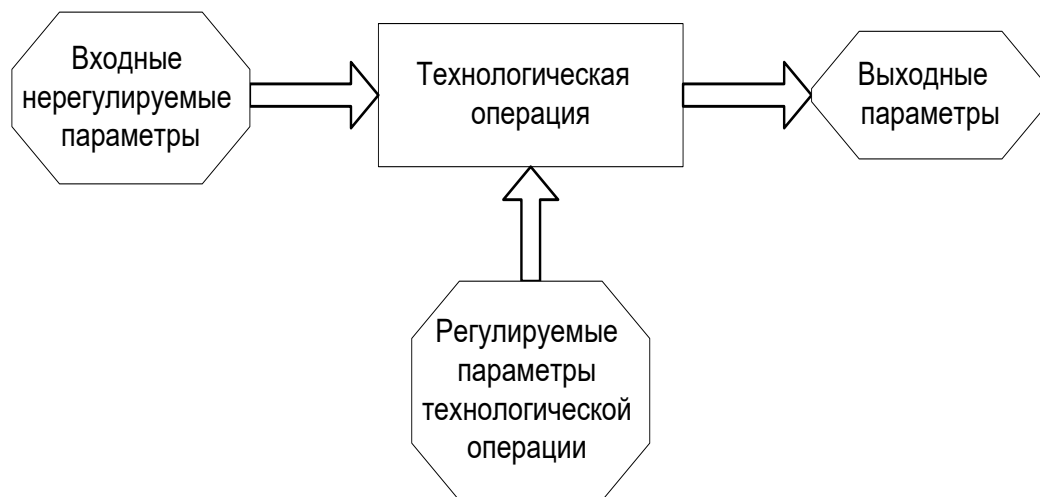 Входные
нерегулируемые
параметры
Технологическая
операция
Выходные
параметры
Регулируемые
параметры
технологической
операции